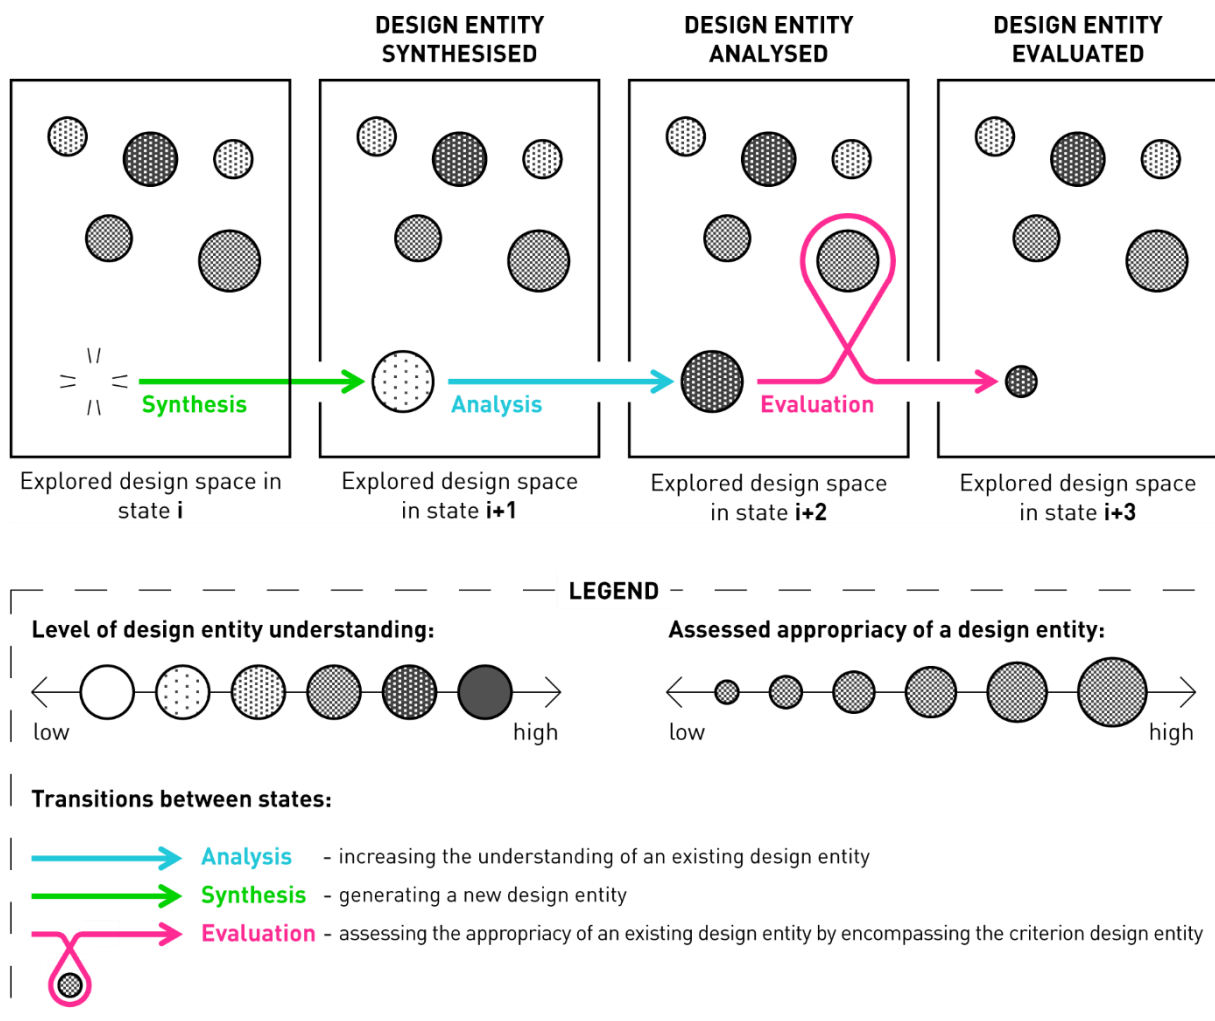 DESIGN ENTITY
SYNTHESISED
DESIGN ENTITY
ANALYSED
DESIGN ENTITY
EVALUATED
Synthesis
Analysis
Evaluation
Explored design space in
state i
Explored design space
in state i+1
Explored design space
in state i+2
Explored design space
in state i+3
LEGEND
Level of design entity understanding:
low
high
Assessed appropriacy of a design entity:
low
high
Transitions between states:
Analysis - increasing the understanding of an existing design entity
Synthesis - generating a new design entity
Evaluation - assessing the appropriacy of an existing design entity by encompassing the criterion design entity